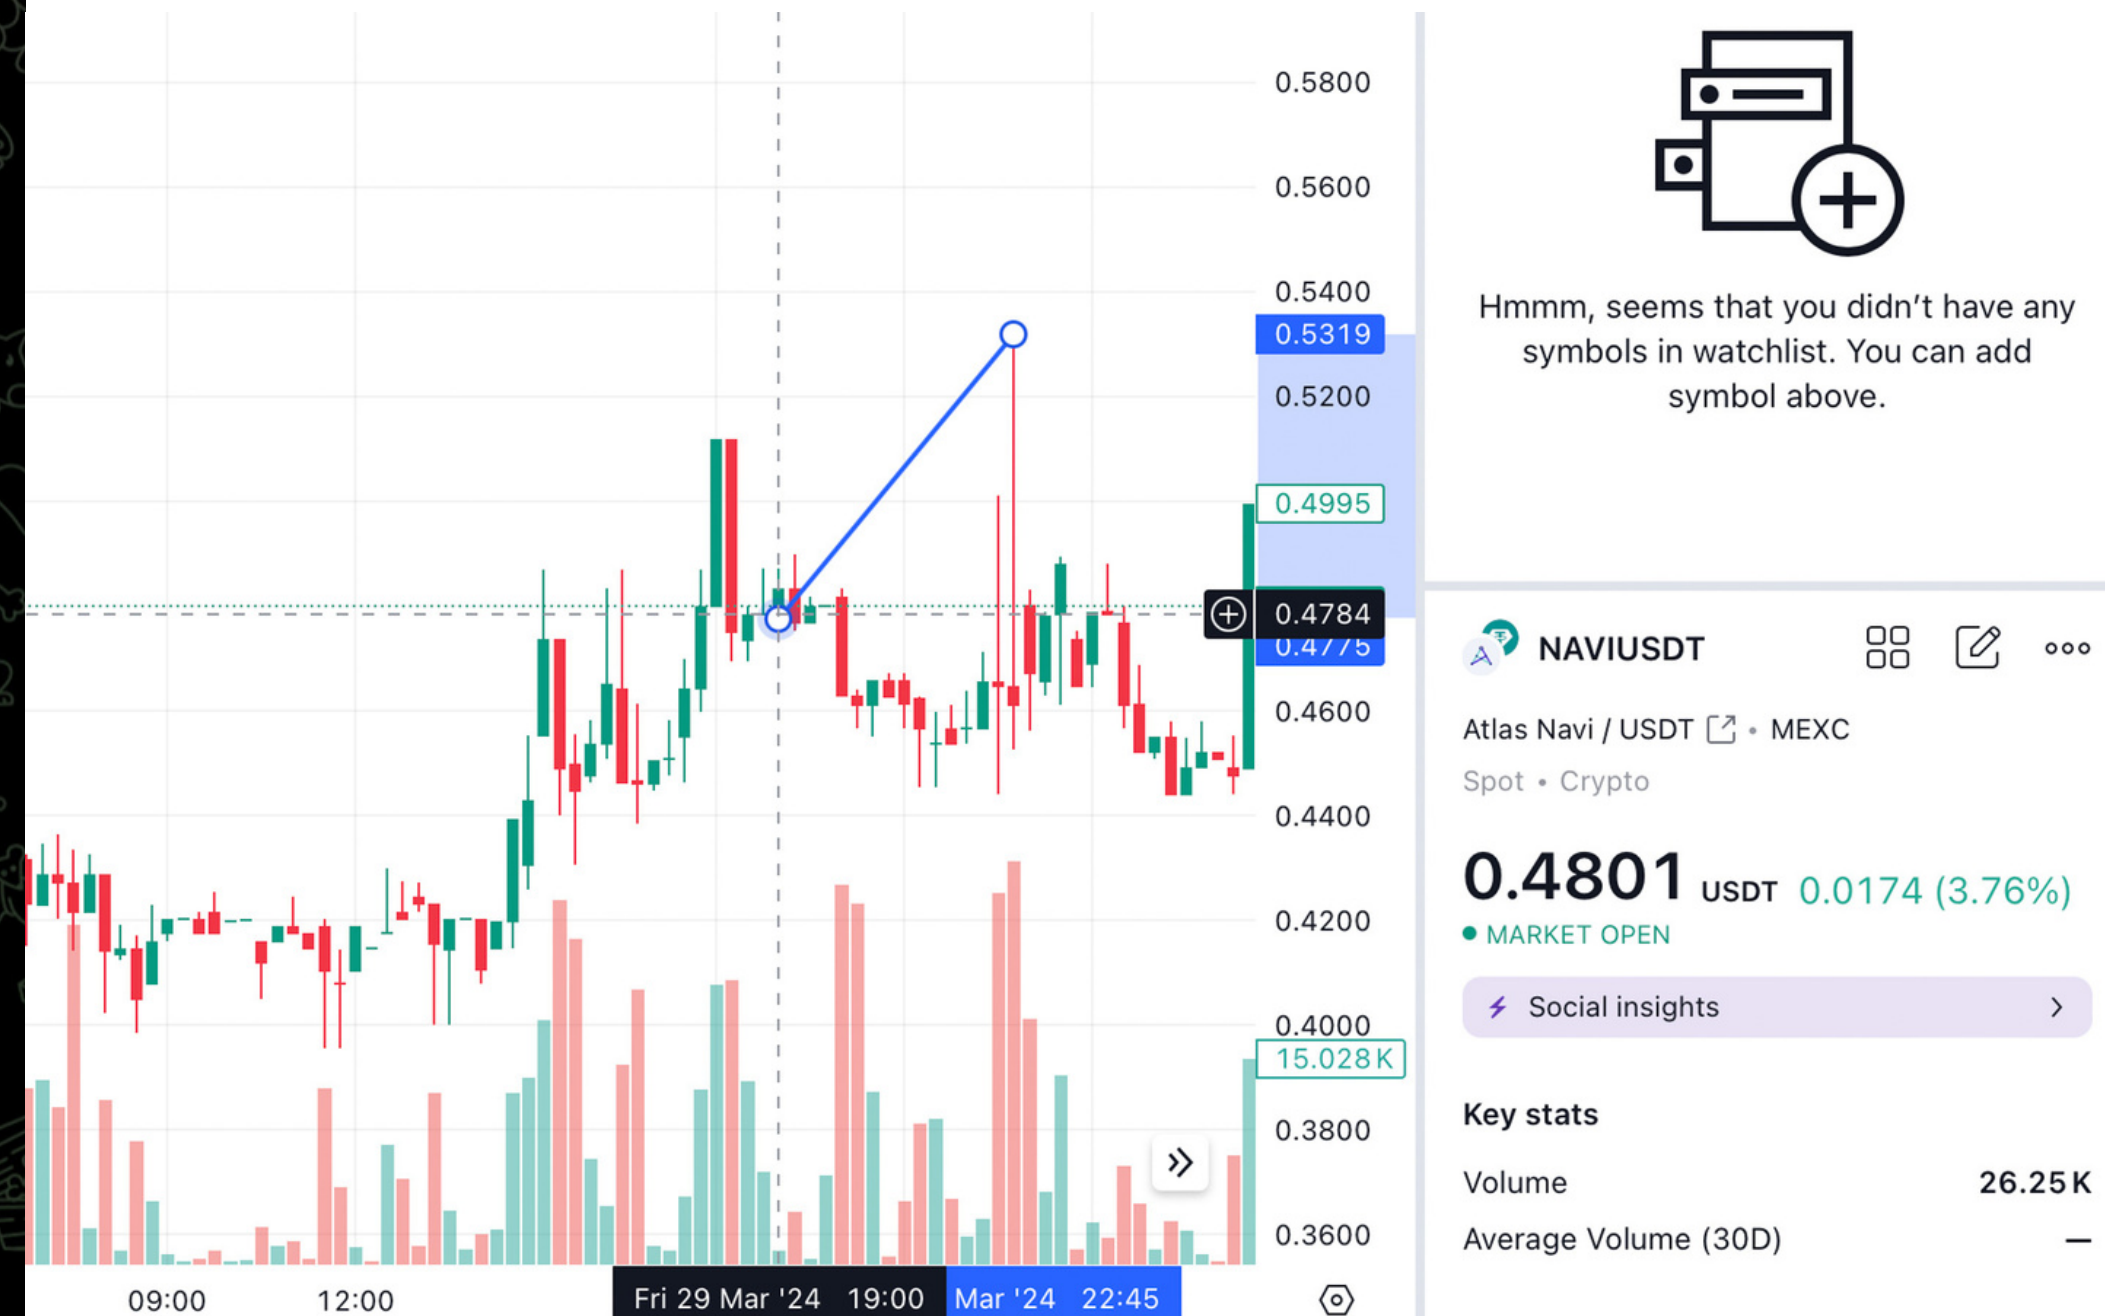 0.5800
0.5600
0.5400
0.5319
0.5200
0.4995
0.4784
0.4775
0.4600
0.4400
0.4200
0.4000
15.028 K
0.3800
0.3600
09:00
12:00
Fri 29 Mar '24 19:00
Mar '24 22:45
Hmmm, seems that you didn’t have any
symbols in watchlist. You can add
symbol above.
NAVIUSDT
Atlas Navi / USDT • MEXC
Spot • Crypto
0.4801 USDT 0.0174 (3.76%)
MARKET OPEN
Social insights
Key stats
Volume 26.25 K
Average Volume (30D) —